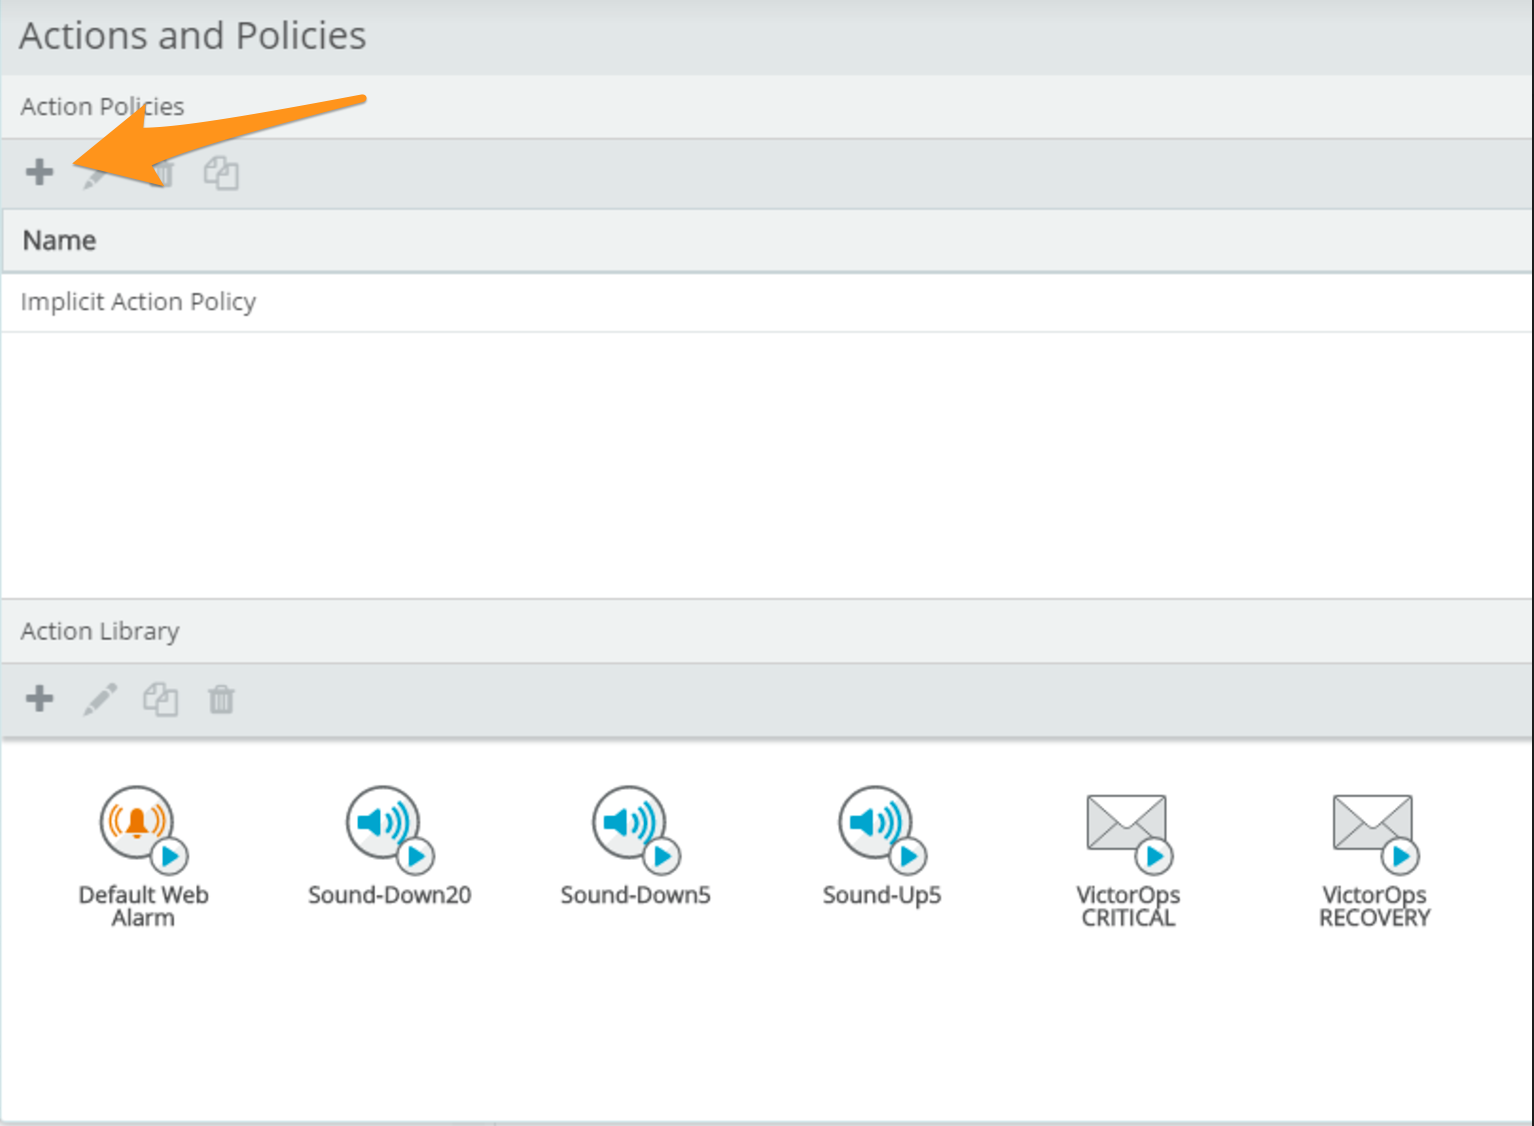 Actions and Policies
Action Policies
Name
Implicit Action Policy
Action Library
Default Web
Alarm
Sound-Down20
Sound-Down5
Sound-Up5
VictorOps
CRITICAL
VictorOps
RECOVERY